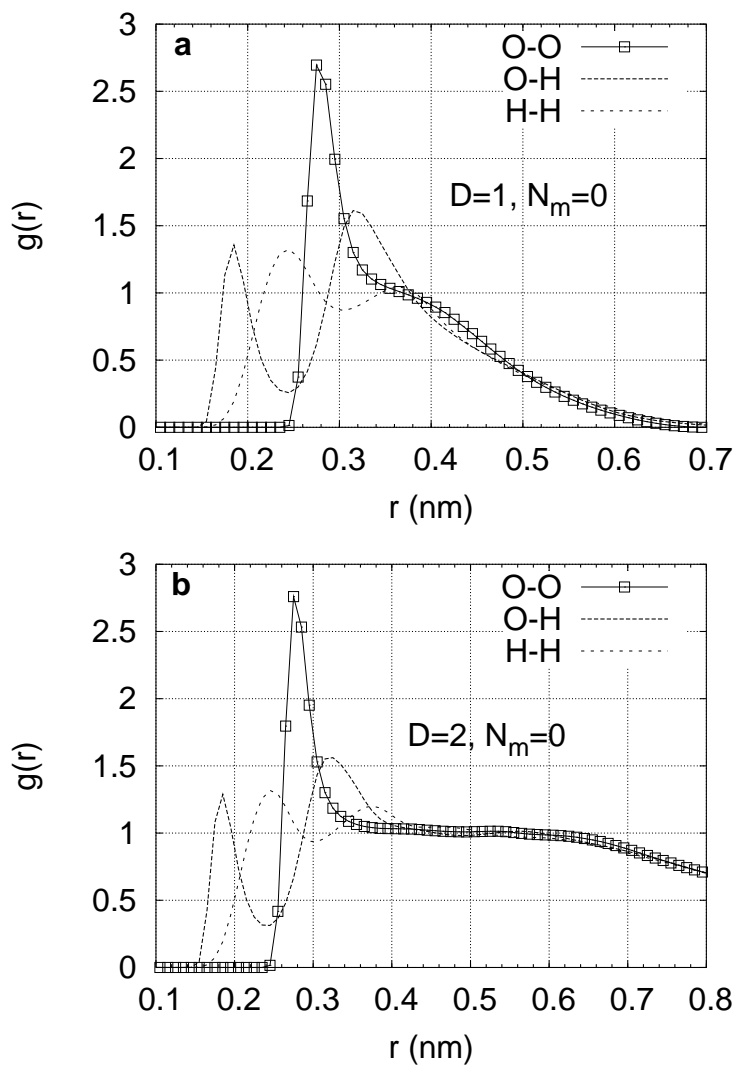 a
O-O
O-H
H-H
D=1, N_m=0
g(r)
3
2.5
2
1.5
1
0.5
0
0.1 0.2 0.3 0.4 0.5 0.6 0.7
r (nm)
b
O-O
O-H
H-H
D=2, N_m=0
g(r)
3
2.5
2
1.5
1
0.5
0
0.1 0.2 0.3 0.4 0.5 0.6 0.7 0.8
r (nm)